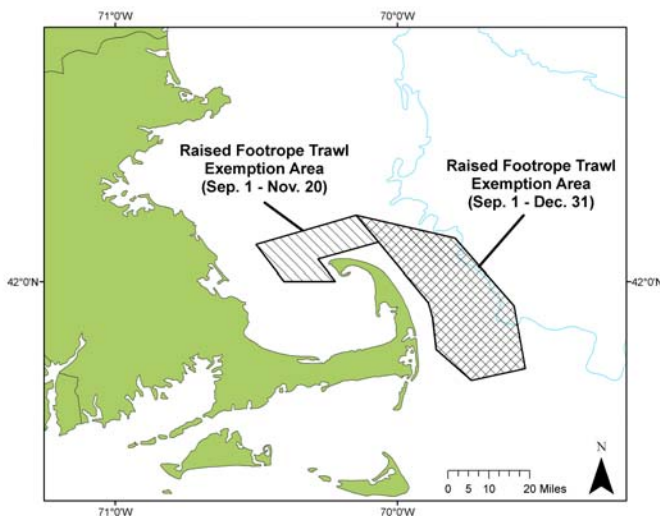 71°0'W
70°0'W
Raised Footrope Trawl
Exemption Area
(Sep. 1 - Nov. 20)
Raised Footrope Trawl
Exemption Area
(Sep. 1 - Dec. 31)
42°0'N
42°0'N
N
0 5 10 20 Miles
71°0'W
70°0'W